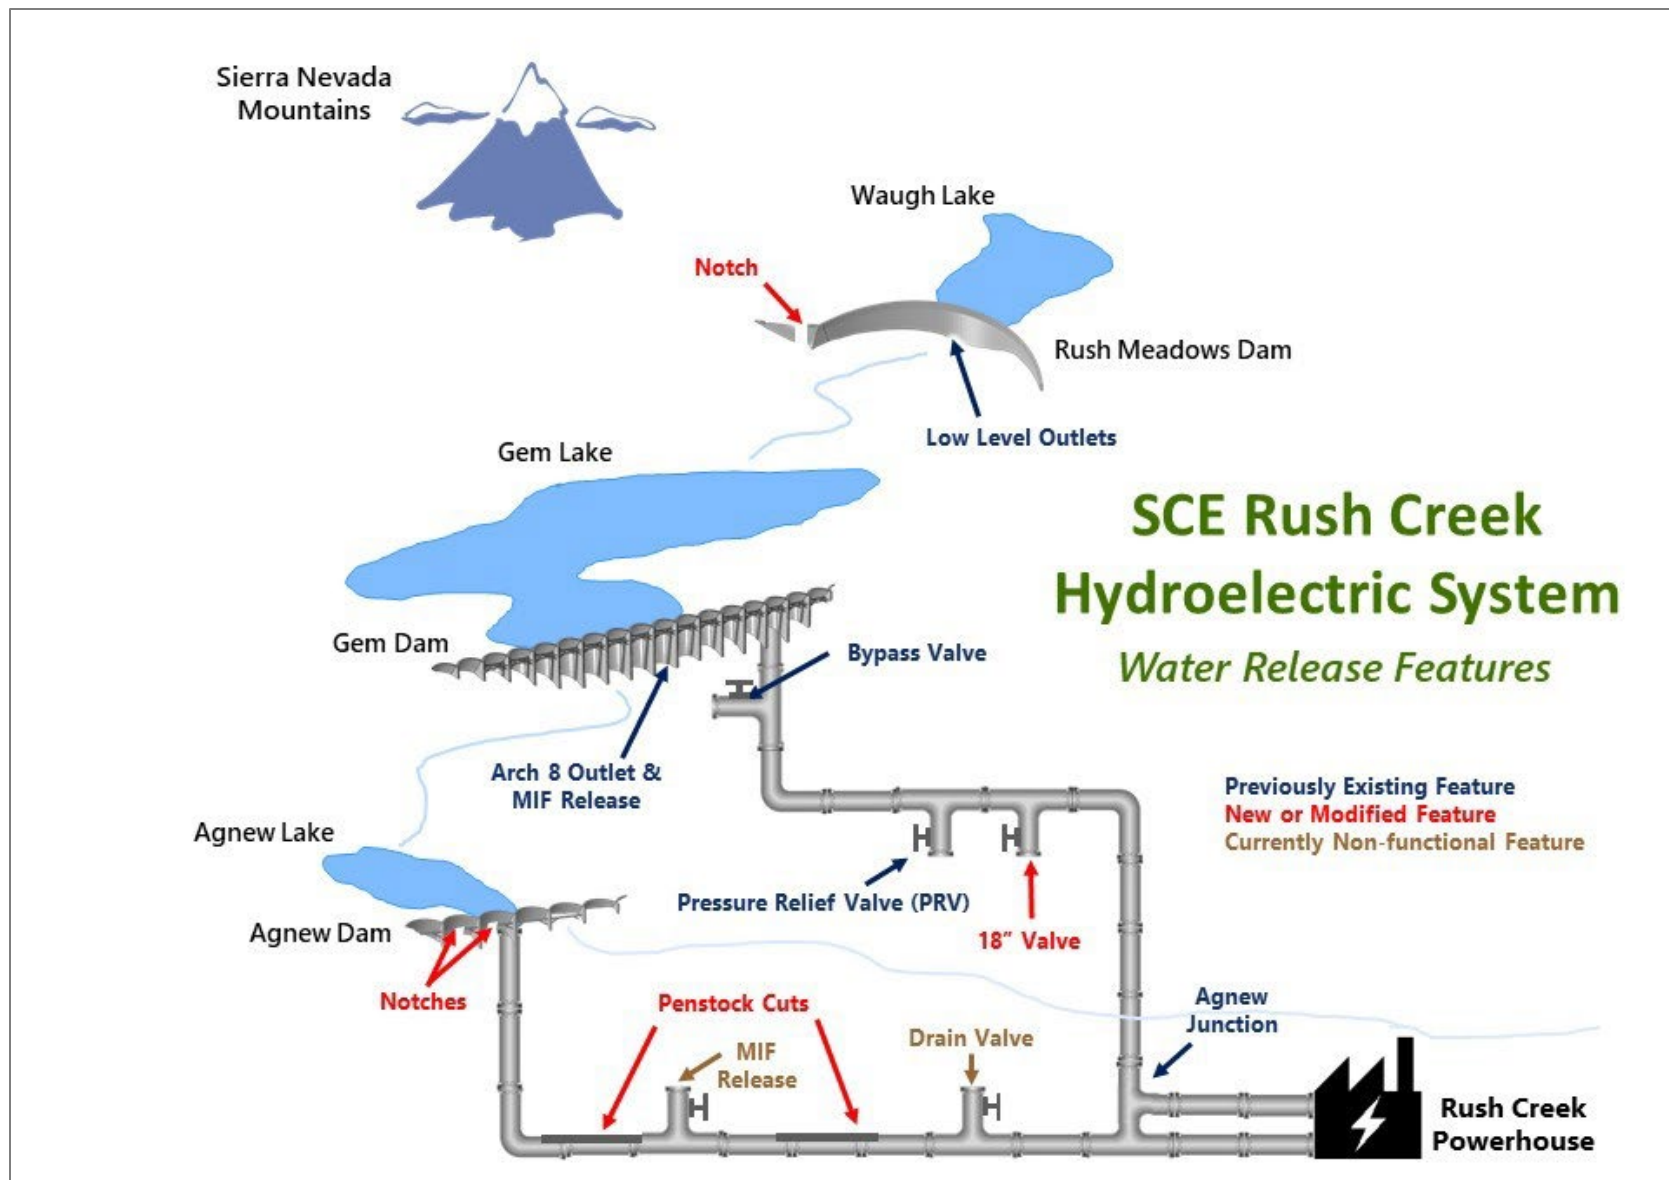 Sierra Nevada
Mountains
Waugh Lake
Notch
Rush Meadows Dam
Low Level Outlets
Gem Lake
SCE Rush Creek
Hydroelectric System
Water Release Features
Gem Dam
Bypass Valve
Arch 8 Outlet &
MIF Release
Previously Existing Feature
New or Modified Feature
Currently Non-functional Feature
Agnew Lake
Pressure Relief Valve (PRV)
18” Valve
Agnew Dam
Notches
Penstock Cuts
Agnew
Junction
MIF
Release
Drain Valve
Rush Creek
Powerhouse